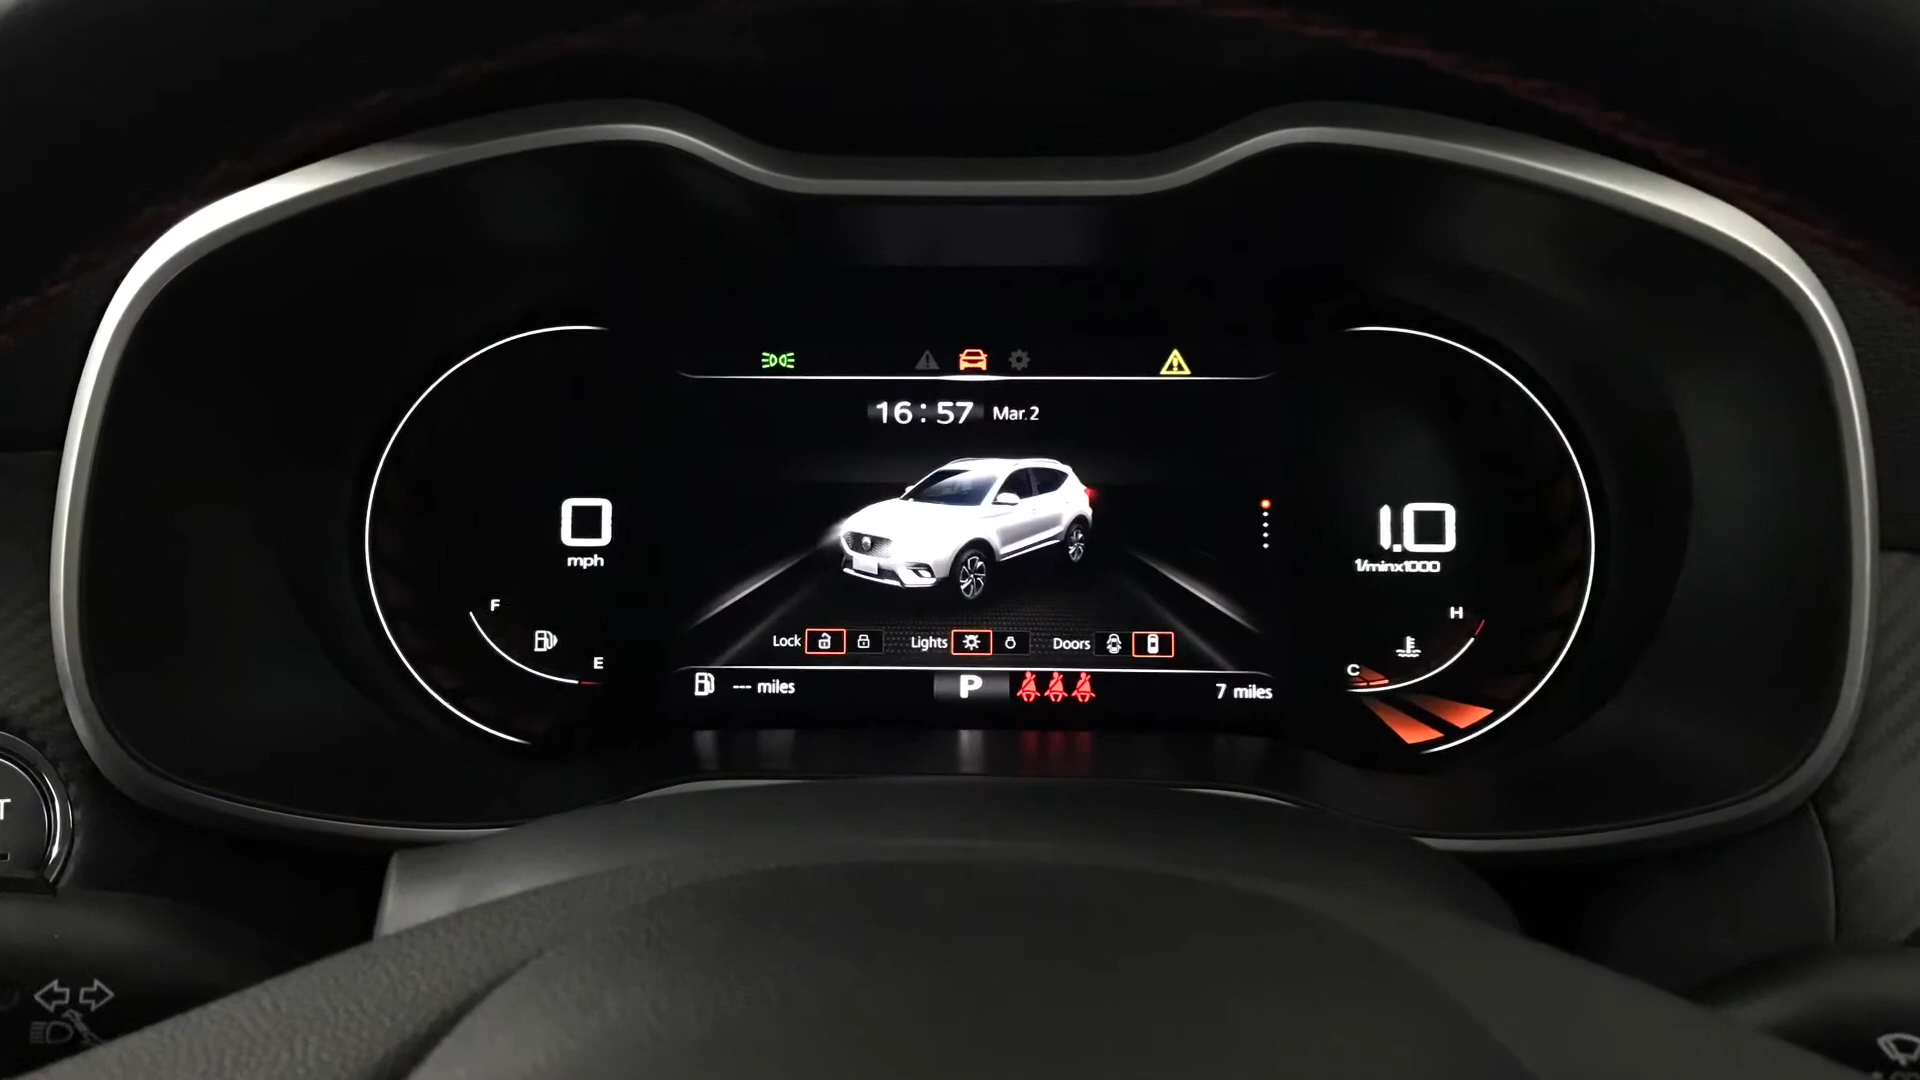 16:57 Mar.2
0
mph
1.0
1/minx1000
F
E
H
C
Lock
Lights
Doors
--- miles
P
7 miles
T